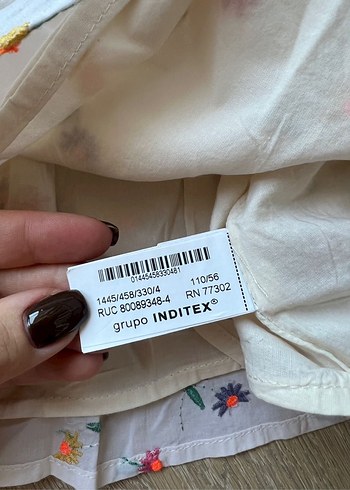 01445458330481
1445/458/330/4 110/56
RUC 80089348-4 RN 77302
grupo INDITEX®